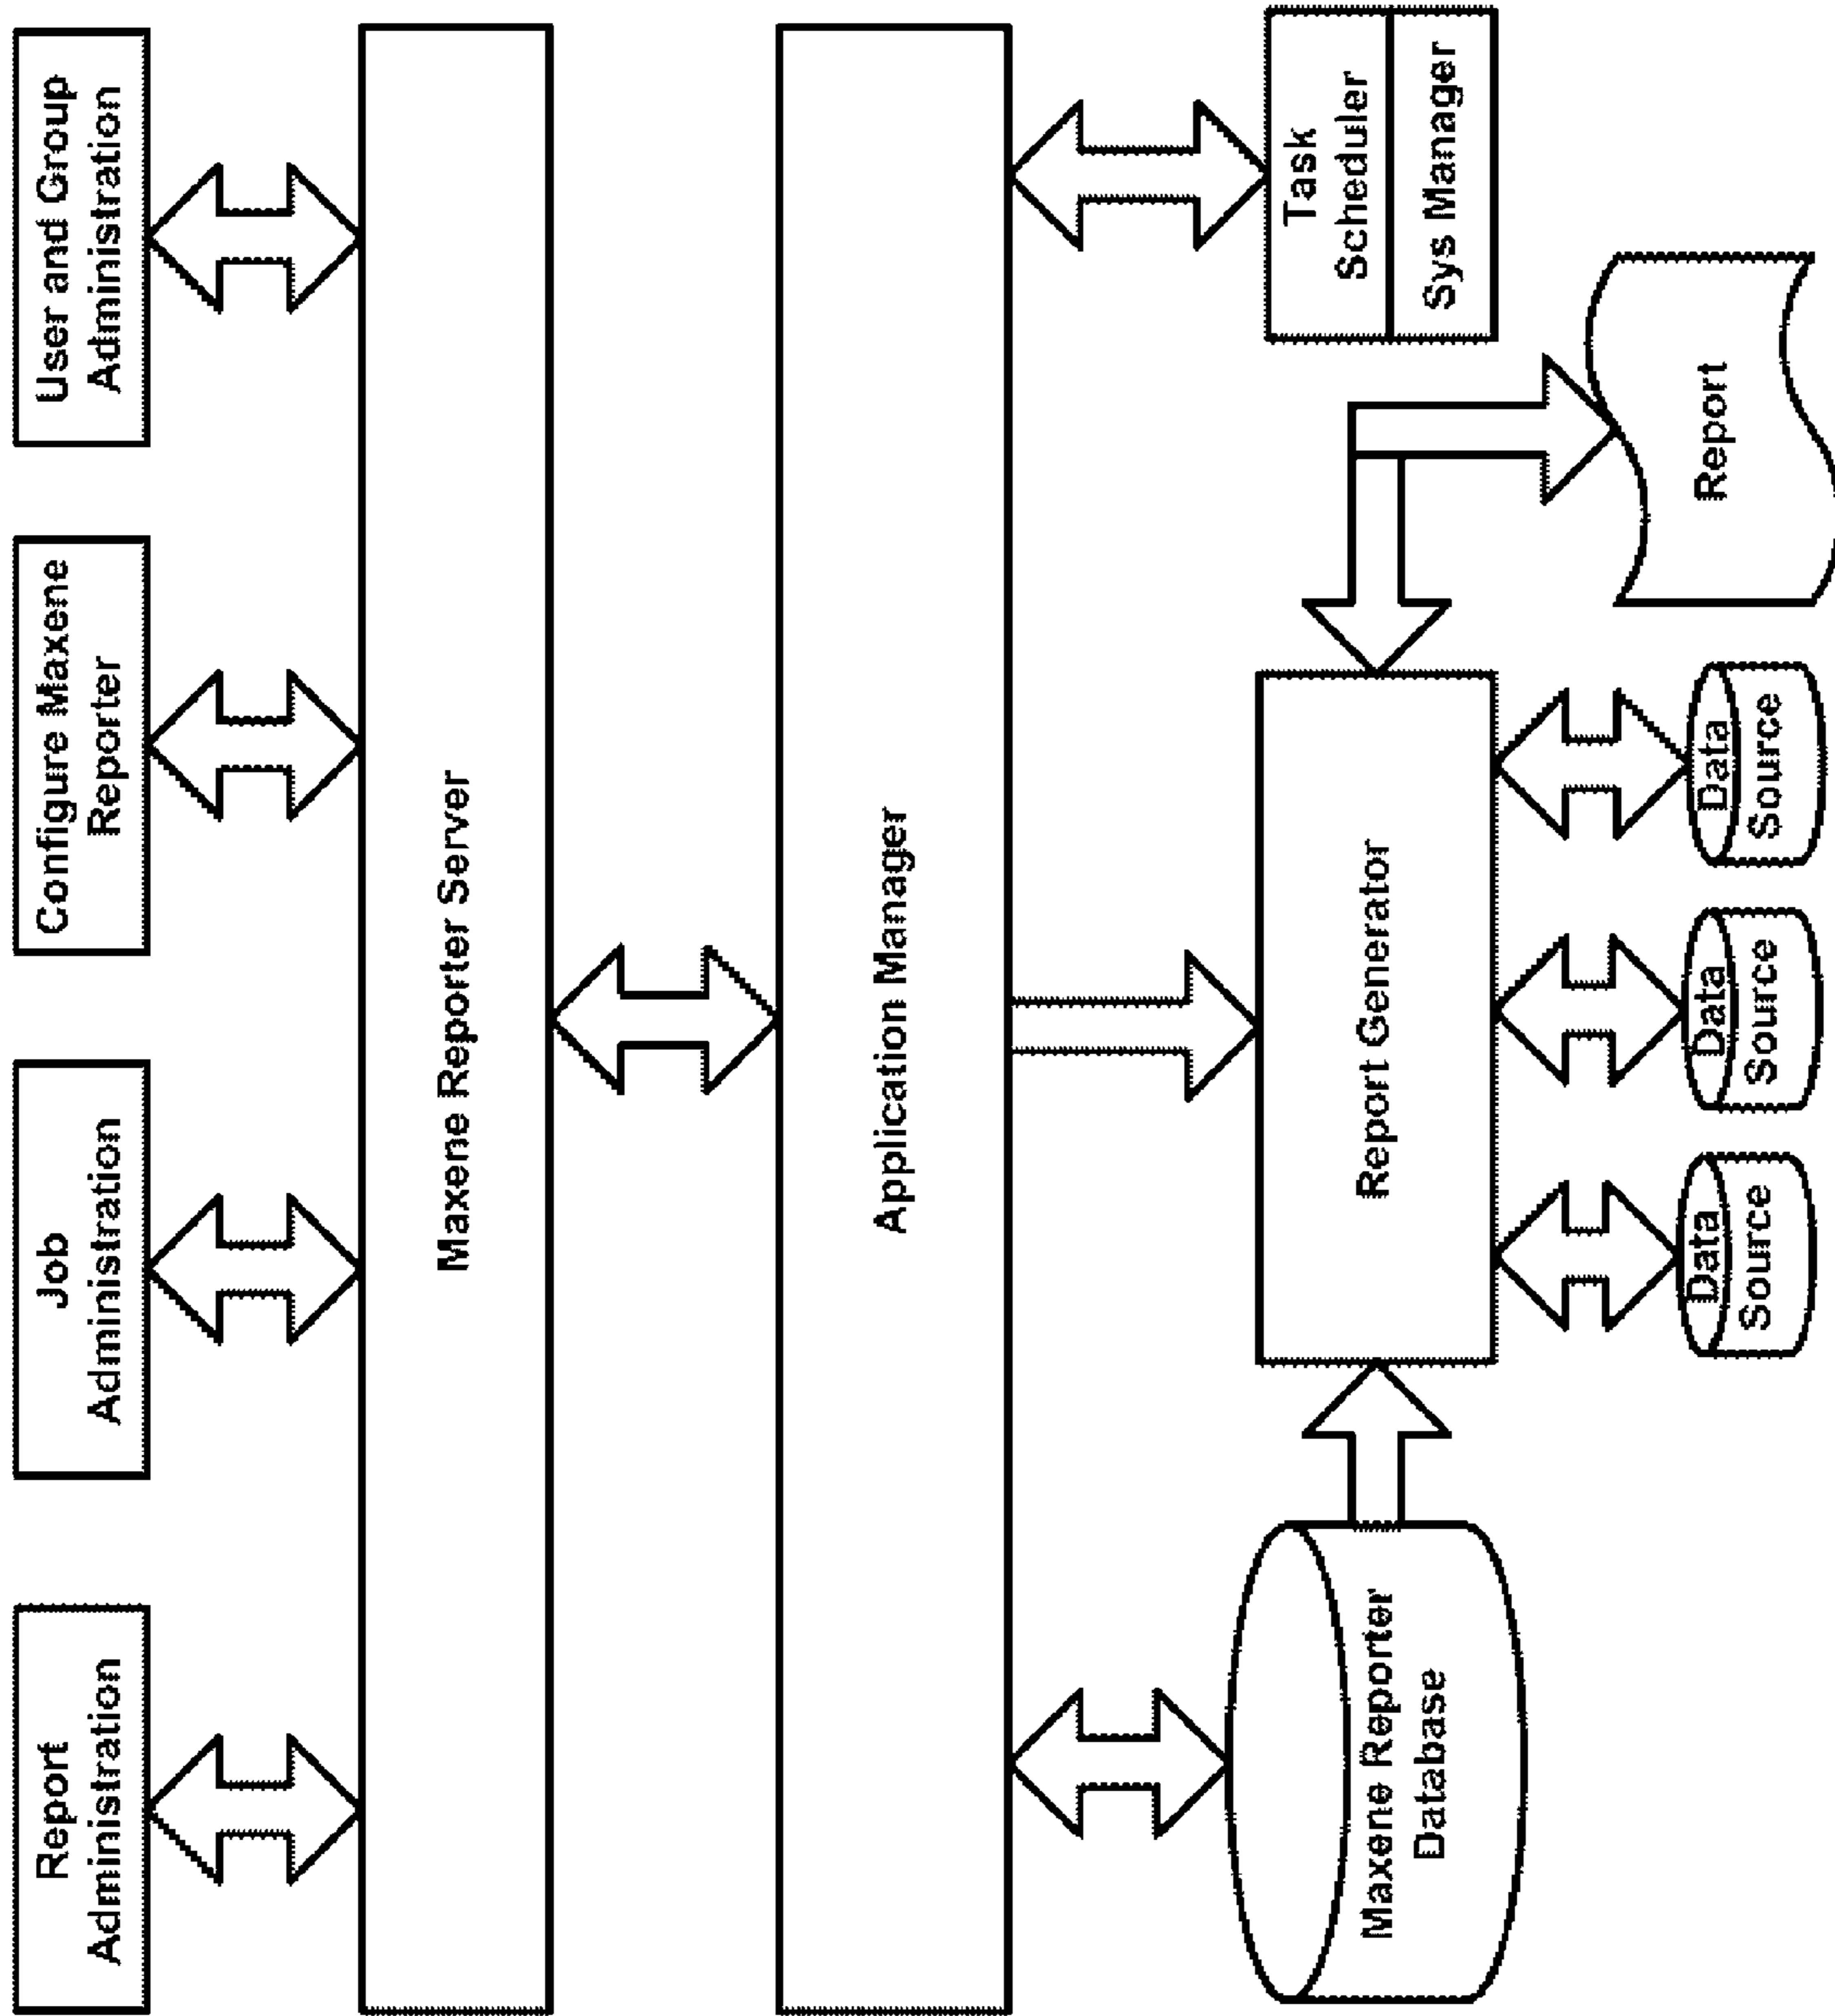 Report
Administration
Job
Administration
Configure Maxene
Reporter
User and Group
Administration
Maxene Reporter Server
Application Manager
Maxene Reporter
Database
Report Generator
Task
Scheduler
Sys Manager
Data
Source
Data
Source
Data
Source
Report